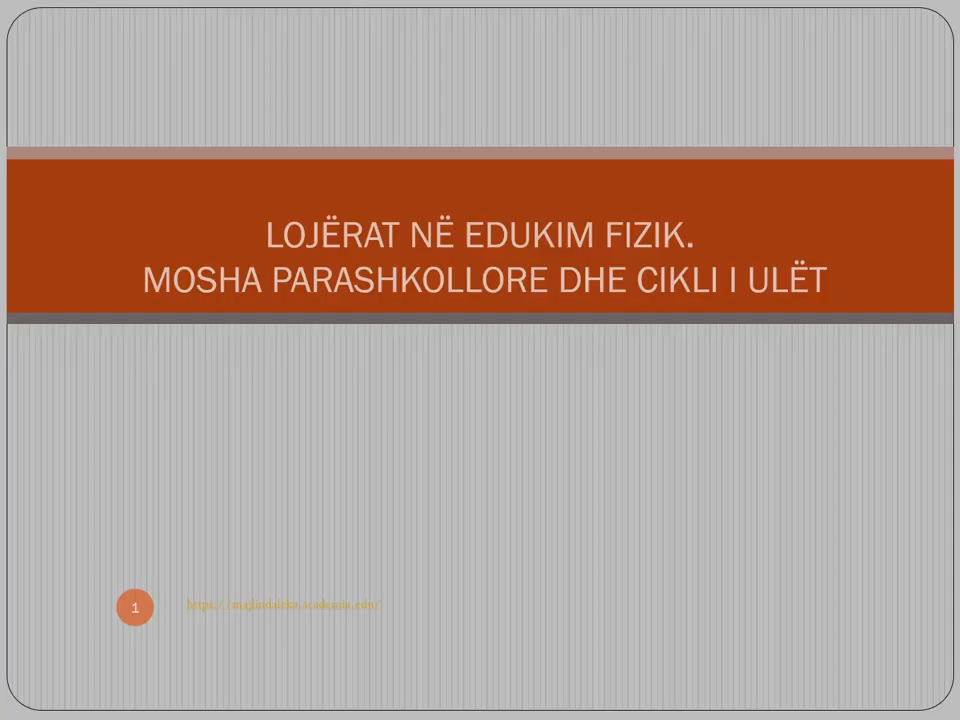 LOJËRAT NË EDUKIM FIZIK.
MOSHA PARASHKOLLORE DHE CIKLI I ULËT
1